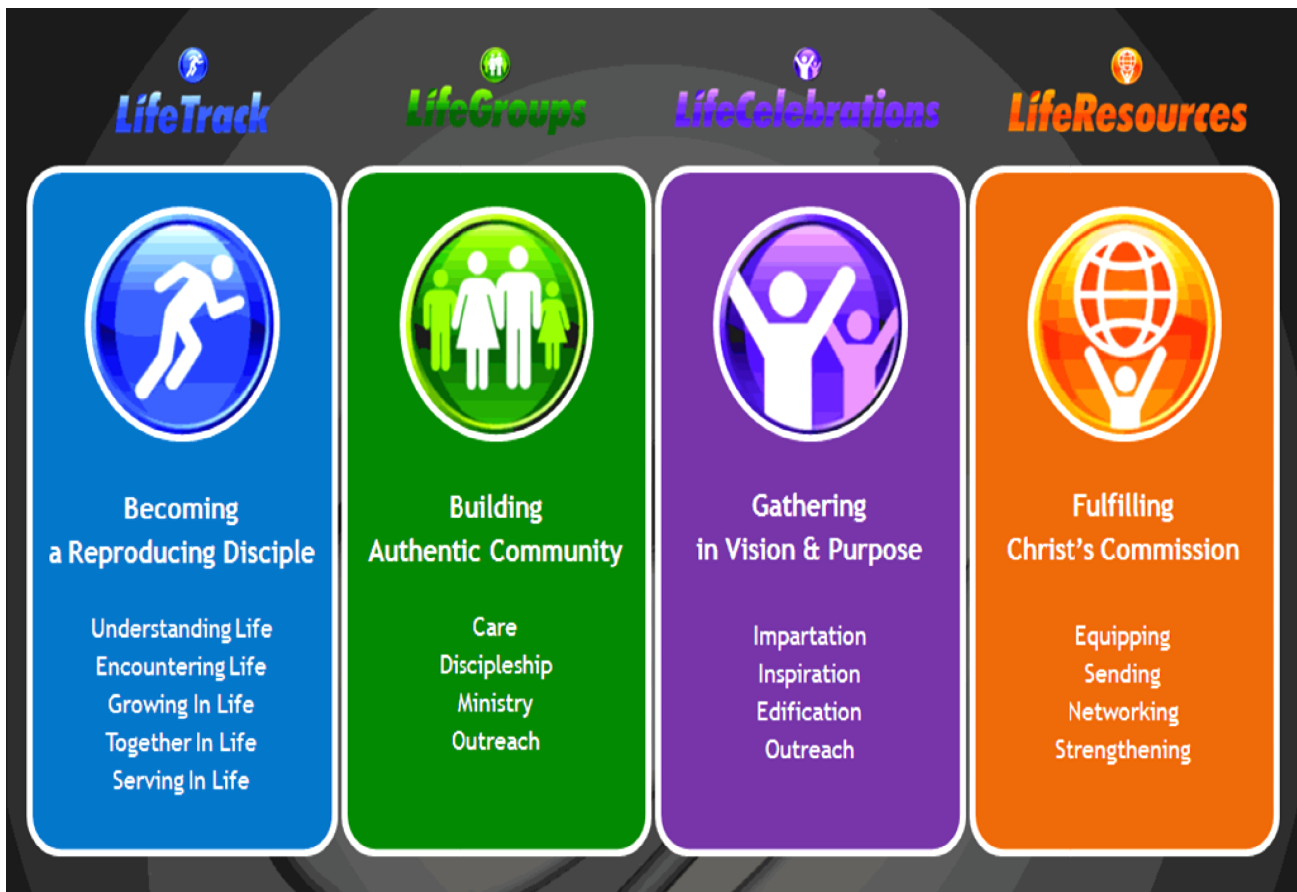 LifeTrack
LifeGroups
LifeCelebrations
LifeResources
Becoming
a Reproducing Disciple
Understanding Life
Encountering Life
Growing In Life
Together In Life
Serving In Life
Building
Authentic Community
Care
Discipleship
Ministry
Outreach
Gathering
in Vision & Purpose
Impartation
Inspiration
Edification
Outreach
Fulfilling
Christ's Commission
Equipping
Sending
Networking
Strengthening